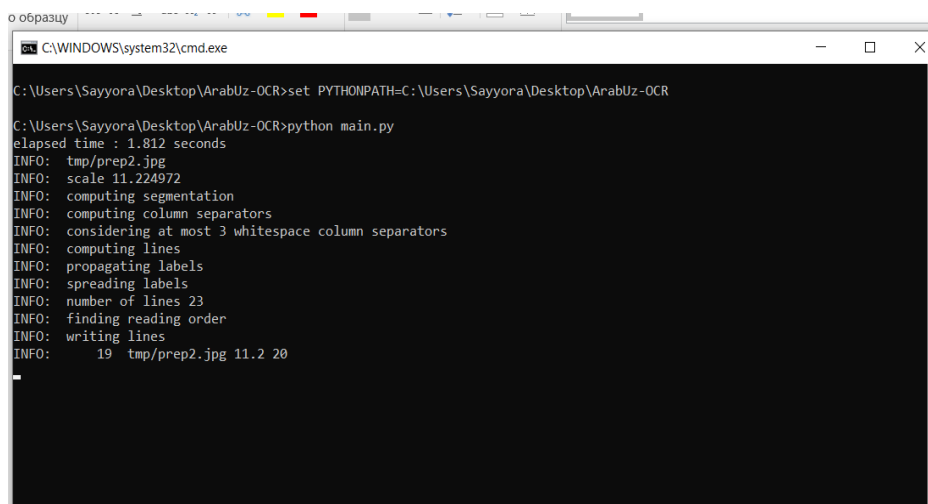 о образцу
C:\WINDOWS\system32\cmd.exe
C:\Users\Sayyora\Desktop\ArabUz-OCR>set PYTHONPATH=C:\Users\Sayyora\Desktop\ArabUz-OCR
C:\Users\Sayyora\Desktop\ArabUz-OCR>python main.py
elapsed time : 1.812 seconds
INFO:  tmp/prep2.jpg
INFO:  scale 11.224972
INFO:  computing segmentation
INFO:  computing column separators
INFO:  considering at most 3 whitespace column separators
INFO:  computing lines
INFO:  propagating labels
INFO:  spreading labels
INFO:  number of lines 23
INFO:  finding reading order
INFO:  writing lines
INFO:     19  tmp/prep2.jpg 11.2 20